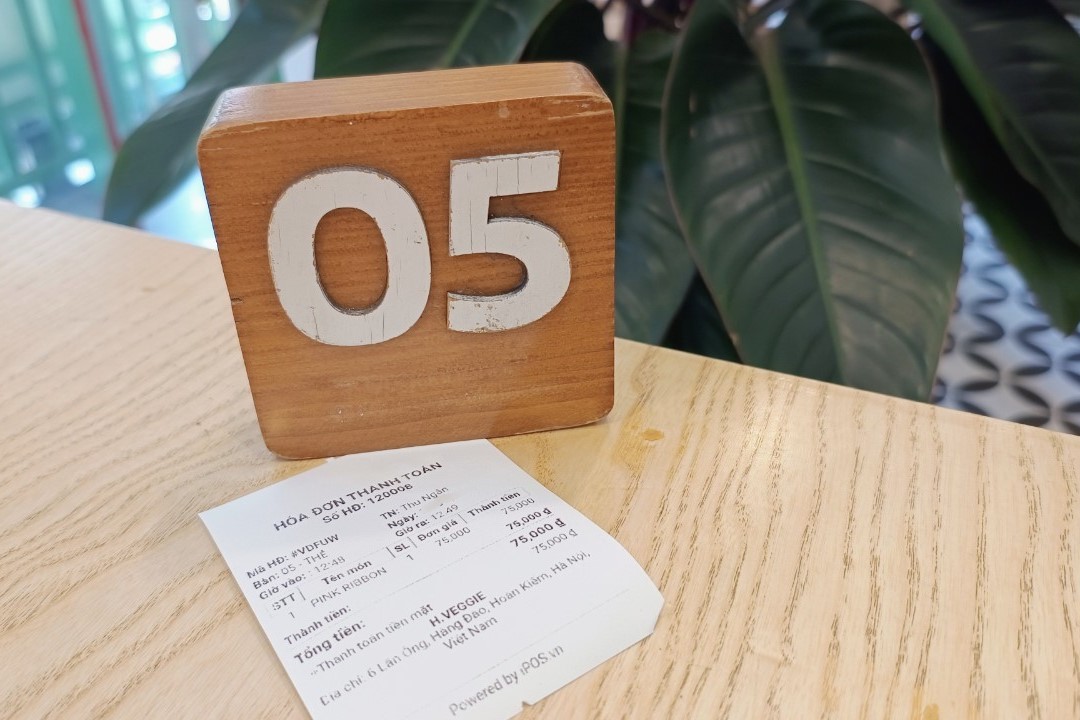 05
HÓA ĐƠN THANH TOÁN
Số HĐ: 120006
Mã HĐ: #VDFUW
TN: Thu Ngân
Bàn: 05 - THẺ
Ngày:
Giờ vào: 12:48
Giờ ra: 12:49
STT Tên món SL Đơn giá Thành tiền
1 PINK RIBBON 1 75,000 75,000
Thành tiền: 75,000 ₫
Tổng tiền: 75,000 ₫
Thanh toán tiền mặt 75,000 ₫
H.VEGGIE
Địa chỉ: 6 Lãn Ông, Hàng Đào, Hoàn Kiếm, Hà Nội,
Việt Nam
Powered by iPOS.vn